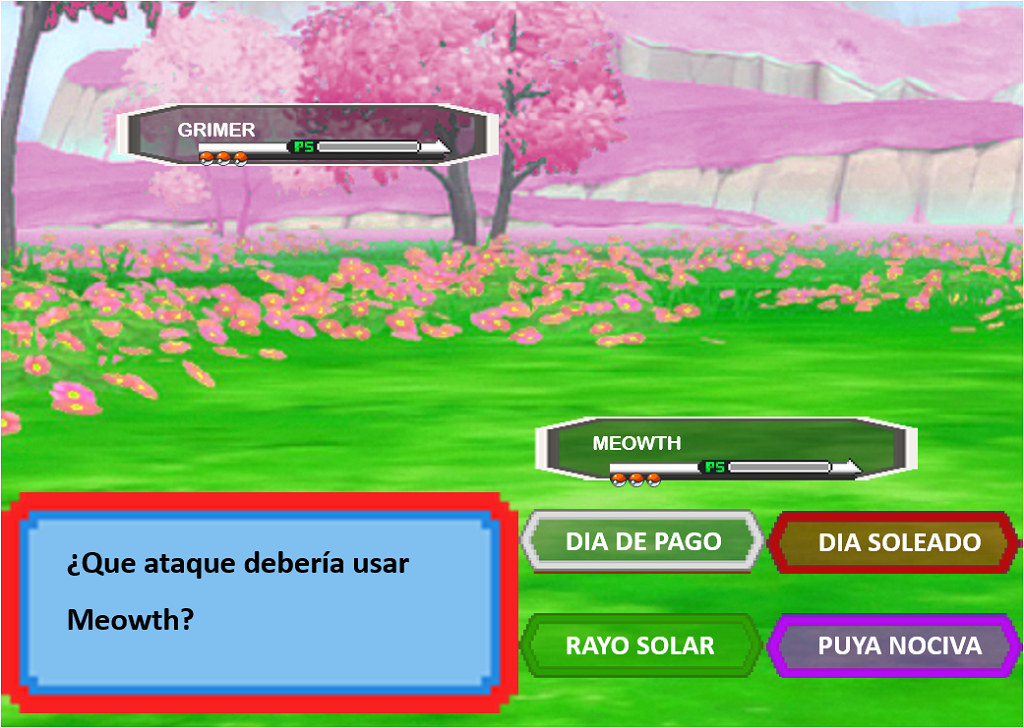 GRIMER
PS
MEOWTH
PS
¿Que ataque debería usar
Meowth?
DIA DE PAGO
DIA SOLEADO
RAYO SOLAR
PUYA NOCIVA